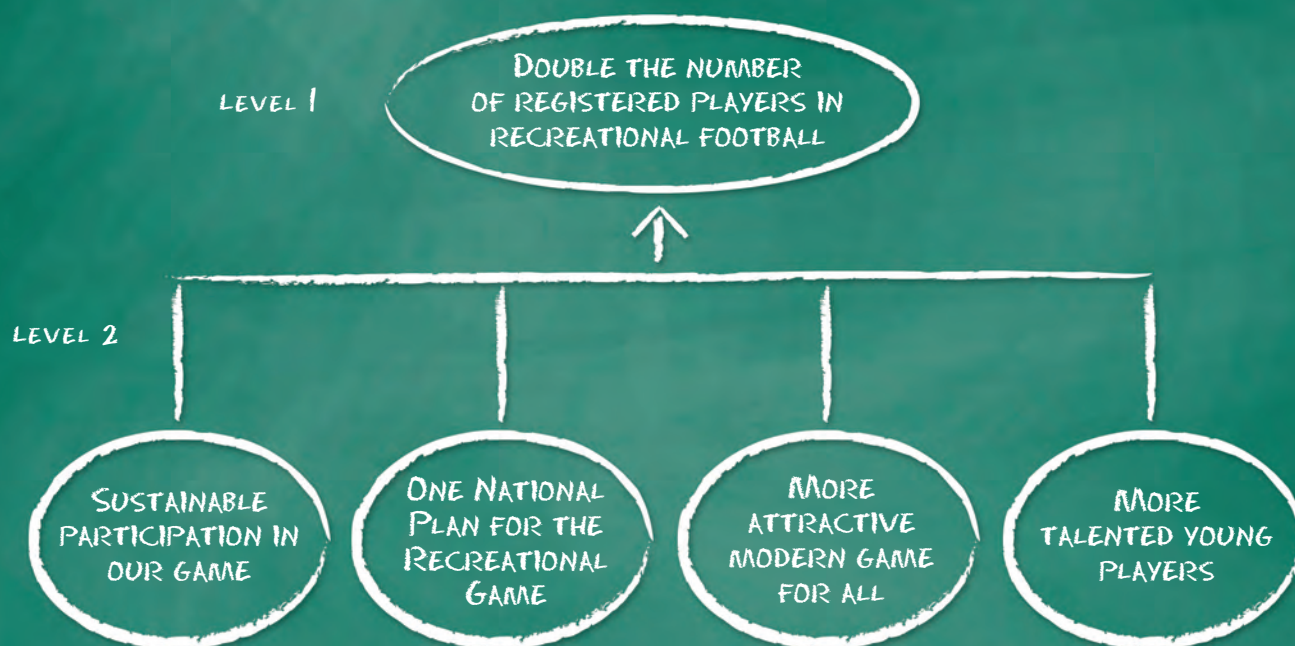 LEVEL 1
DOUBLE THE NUMBER
OF REGISTERED PLAYERS IN
RECREATIONAL FOOTBALL
LEVEL 2
SUSTAINABLE
PARTICIPATION IN
OUR GAME
ONE NATIONAL
PLAN FOR THE
RECREATIONAL
GAME
MORE
ATTRACTIVE
MODERN GAME
FOR ALL
MORE
TALENTED YOUNG
PLAYERS